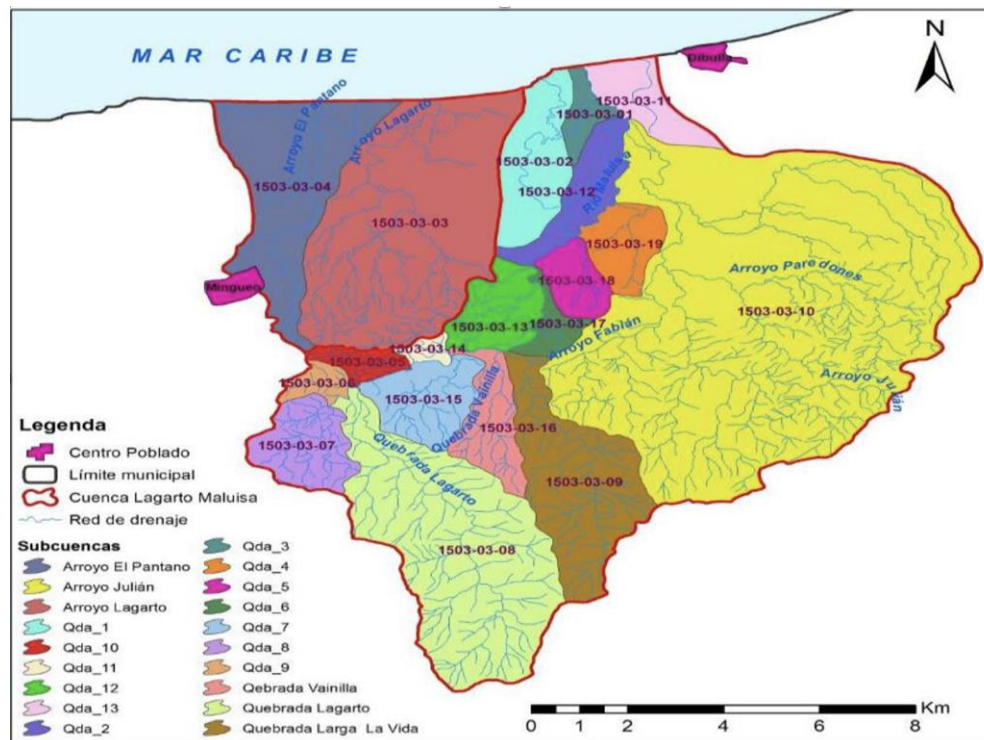 MAR CARIBE
N
Dibulla
1503-03-11
1503-03-01
Arroyo El Pantano
Arroyo Lagarto
1503-03-02
1503-03-04
1503-03-12
Río Maluisa
1503-03-03
1503-03-19
Arroyo Paredones
Mingueo
1503-03-18
1503-03-10
1503-03-13
1503-03-17
Arroyo Fabián
1503-03-14
1503-03-05
1503-03-06
Arroyo Julián
1503-03-15
Quebrada Vainilla
1503-03-16
1503-03-07
Quebrada Lagarto
1503-03-09
1503-03-08
Legenda
Centro Poblado
Límite municipal
Cuenca Lagarto Maluisa
Red de drenaje
Subcuencas
Arroyo El Pantano
Arroyo Julián
Arroyo Lagarto
Qda_1
Qda_10
Qda_11
Qda_12
Qda_13
Qda_2
Qda_3
Qda_4
Qda_5
Qda_6
Qda_7
Qda_8
Qda_9
Qebrada Vainilla
Quebrada Lagarto
Quebrada Larga La Vida
Km
0 1 2 4 6 8